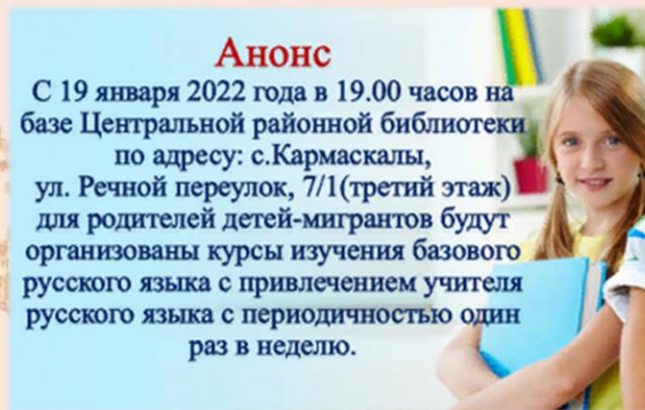 Анонс
С 19 января 2022 года в 19.00 часов на
базе Центральной районной библиотеки
по адресу: с.Кармаскалы,
ул. Речной переулок, 7/1(третий этаж)
для родителей детей-мигрантов будут
организованы курсы изучения базового
русского языка с привлечением учителя
русского языка с периодичностью один
раз в неделю.